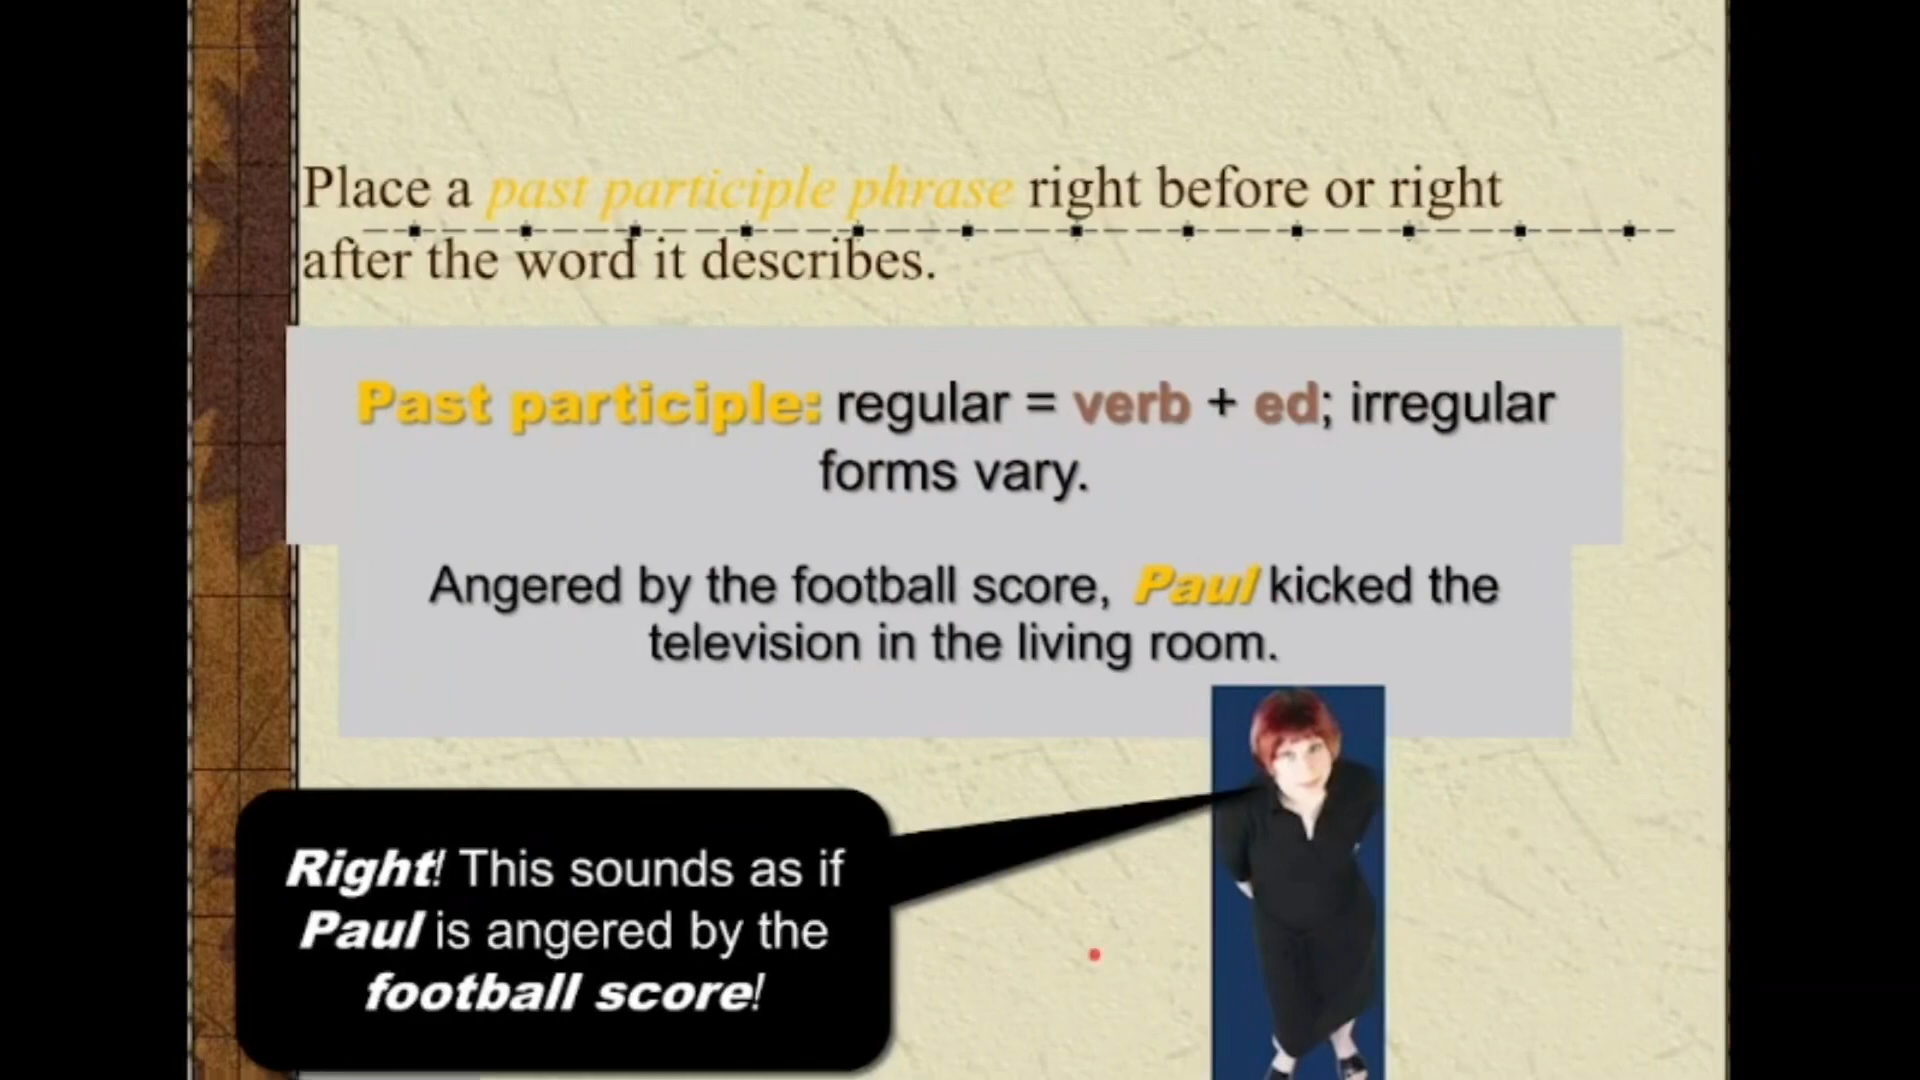 Place a past participle phrase right before or right
after the word it describes.
Past participle: regular = verb + ed; irregular
forms vary.
Angered by the football score, Paul kicked the
television in the living room.
Right! This sounds as if
Paul is angered by the
football score!